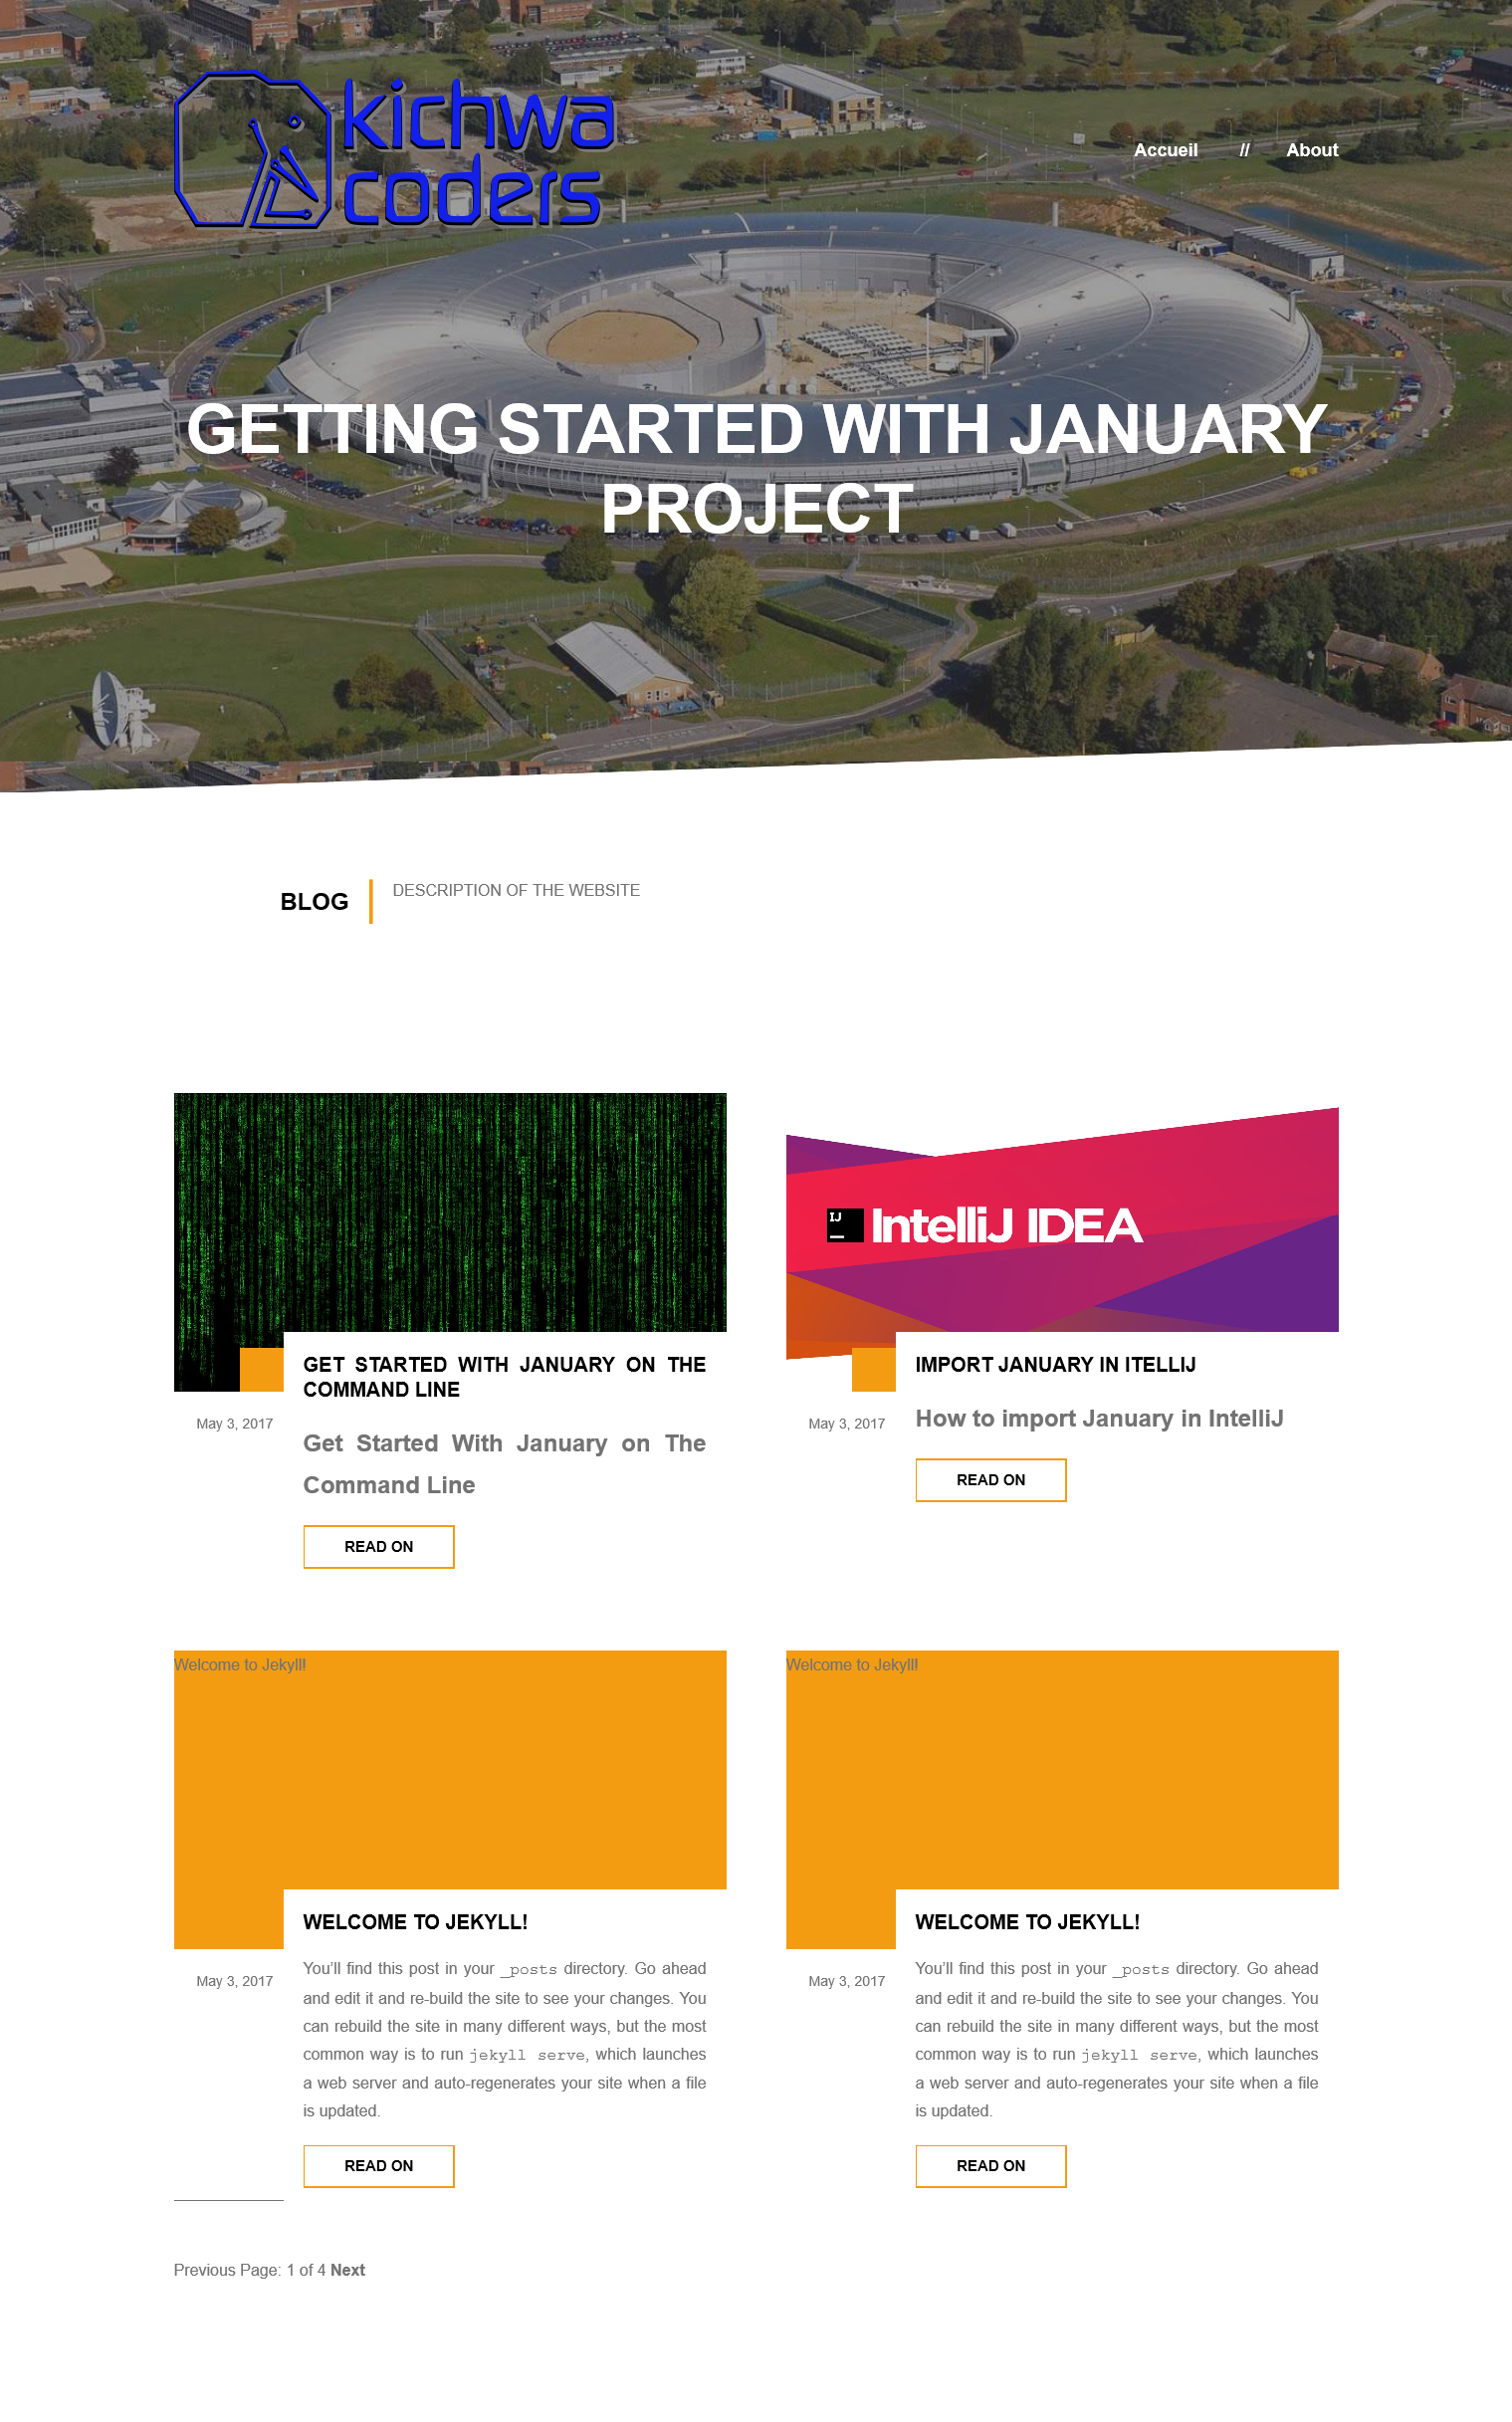 kichwa
coders
Accueil // About
GETTING STARTED WITH JANUARY
PROJECT
BLOG
DESCRIPTION OF THE WEBSITE
IJ IntelliJ IDEA
GET STARTED WITH JANUARY ON THE
COMMAND LINE
May 3, 2017
Get Started With January on The
Command Line
READ ON
IMPORT JANUARY IN ITELLIJ
May 3, 2017
How to import January in IntelliJ
READ ON
Welcome to Jekyll!
WELCOME TO JEKYLL!
May 3, 2017
You’ll find this post in your _posts directory. Go ahead
and edit it and re-build the site to see your changes. You
can rebuild the site in many different ways, but the most
common way is to run jekyll serve, which launches
a web server and auto-regenerates your site when a file
is updated.
READ ON
Welcome to Jekyll!
WELCOME TO JEKYLL!
May 3, 2017
You’ll find this post in your _posts directory. Go ahead
and edit it and re-build the site to see your changes. You
can rebuild the site in many different ways, but the most
common way is to run jekyll serve, which launches
a web server and auto-regenerates your site when a file
is updated.
READ ON
Previous Page: 1 of 4 Next